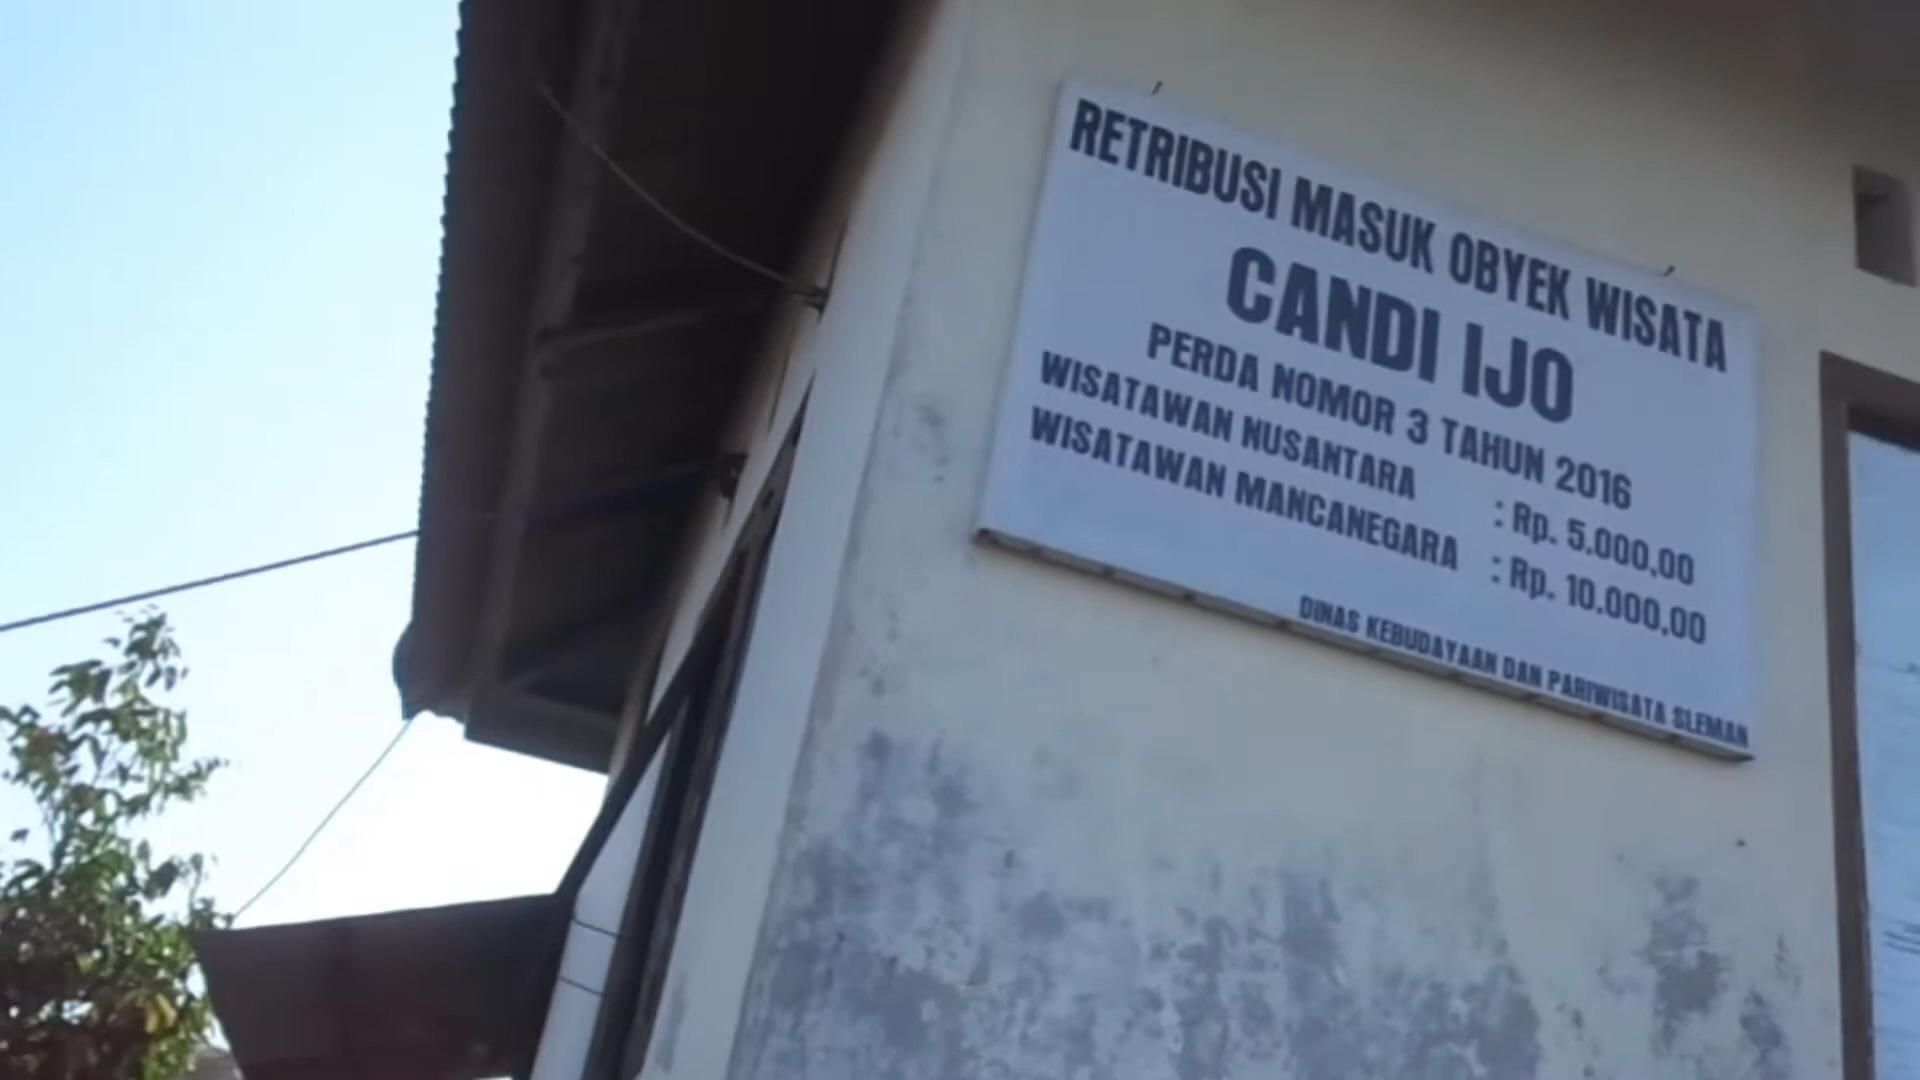 RETRIBUSI MASUK OBYEK WISATA
CANDI IJO
PERDA NOMOR 3 TAHUN 2016
WISATAWAN NUSANTARA : Rp. 5.000,00
WISATAWAN MANCANEGARA : Rp. 10.000,00
DINAS KEBUDAYAAN DAN PARIWISATA SLEMAN